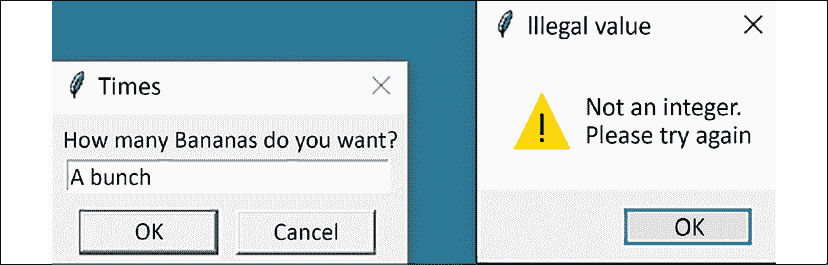 Times
How many Bananas do you want?
A bunch
OK
Cancel
Illegal value
Not an integer.
Please try again
OK